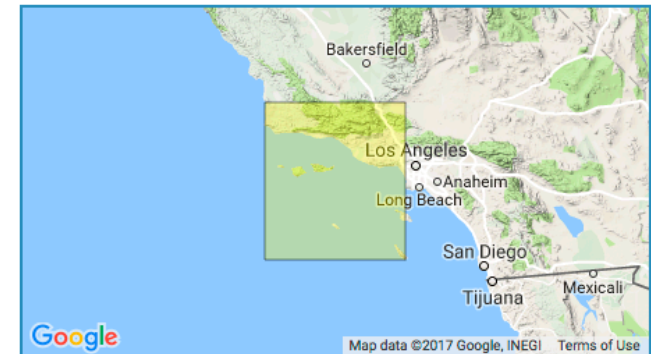 Bakersfield
Los Angeles
Anaheim
Long Beach
San Diego
Tijuana
Mexicali
Google
Map data ©2017 Google, INEGI Terms of Use